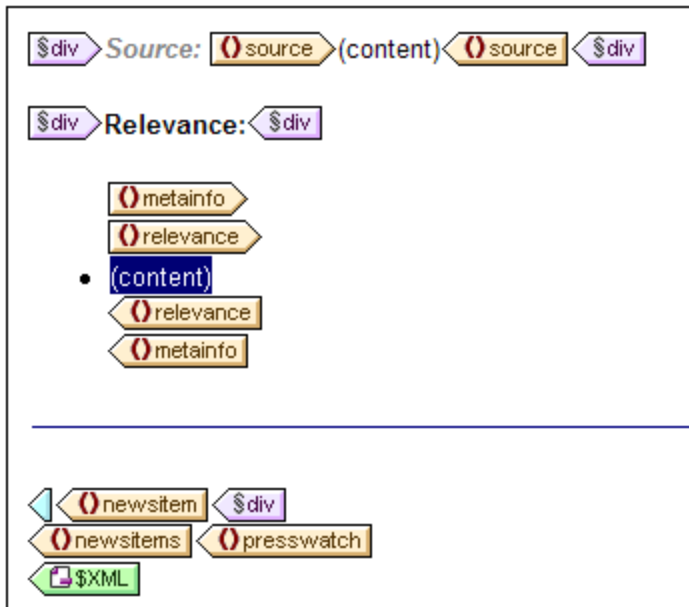 §div Source: ()source (content) ()source §div
§div Relevance: §div
()metainfo
()relevance
• (content)
()relevance
()metainfo
()newsitem §div
()newsitems ()presswatch
$XML